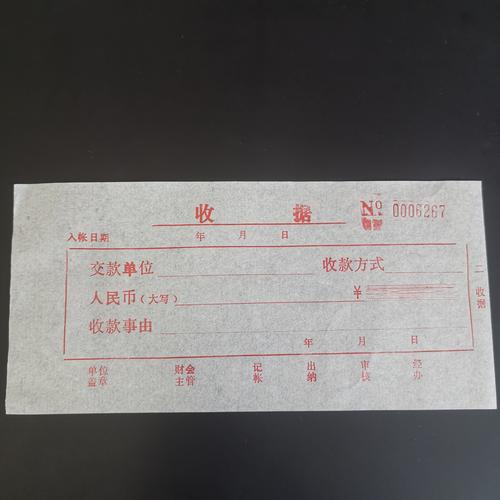 收据
No 0006267
入帐日期 年 月 日
交款单位 收款方式
人民币（大写） ¥
收款事由
年 月 日
二收据
单位盖章 财会主管 记帐 出纳 审核 经办